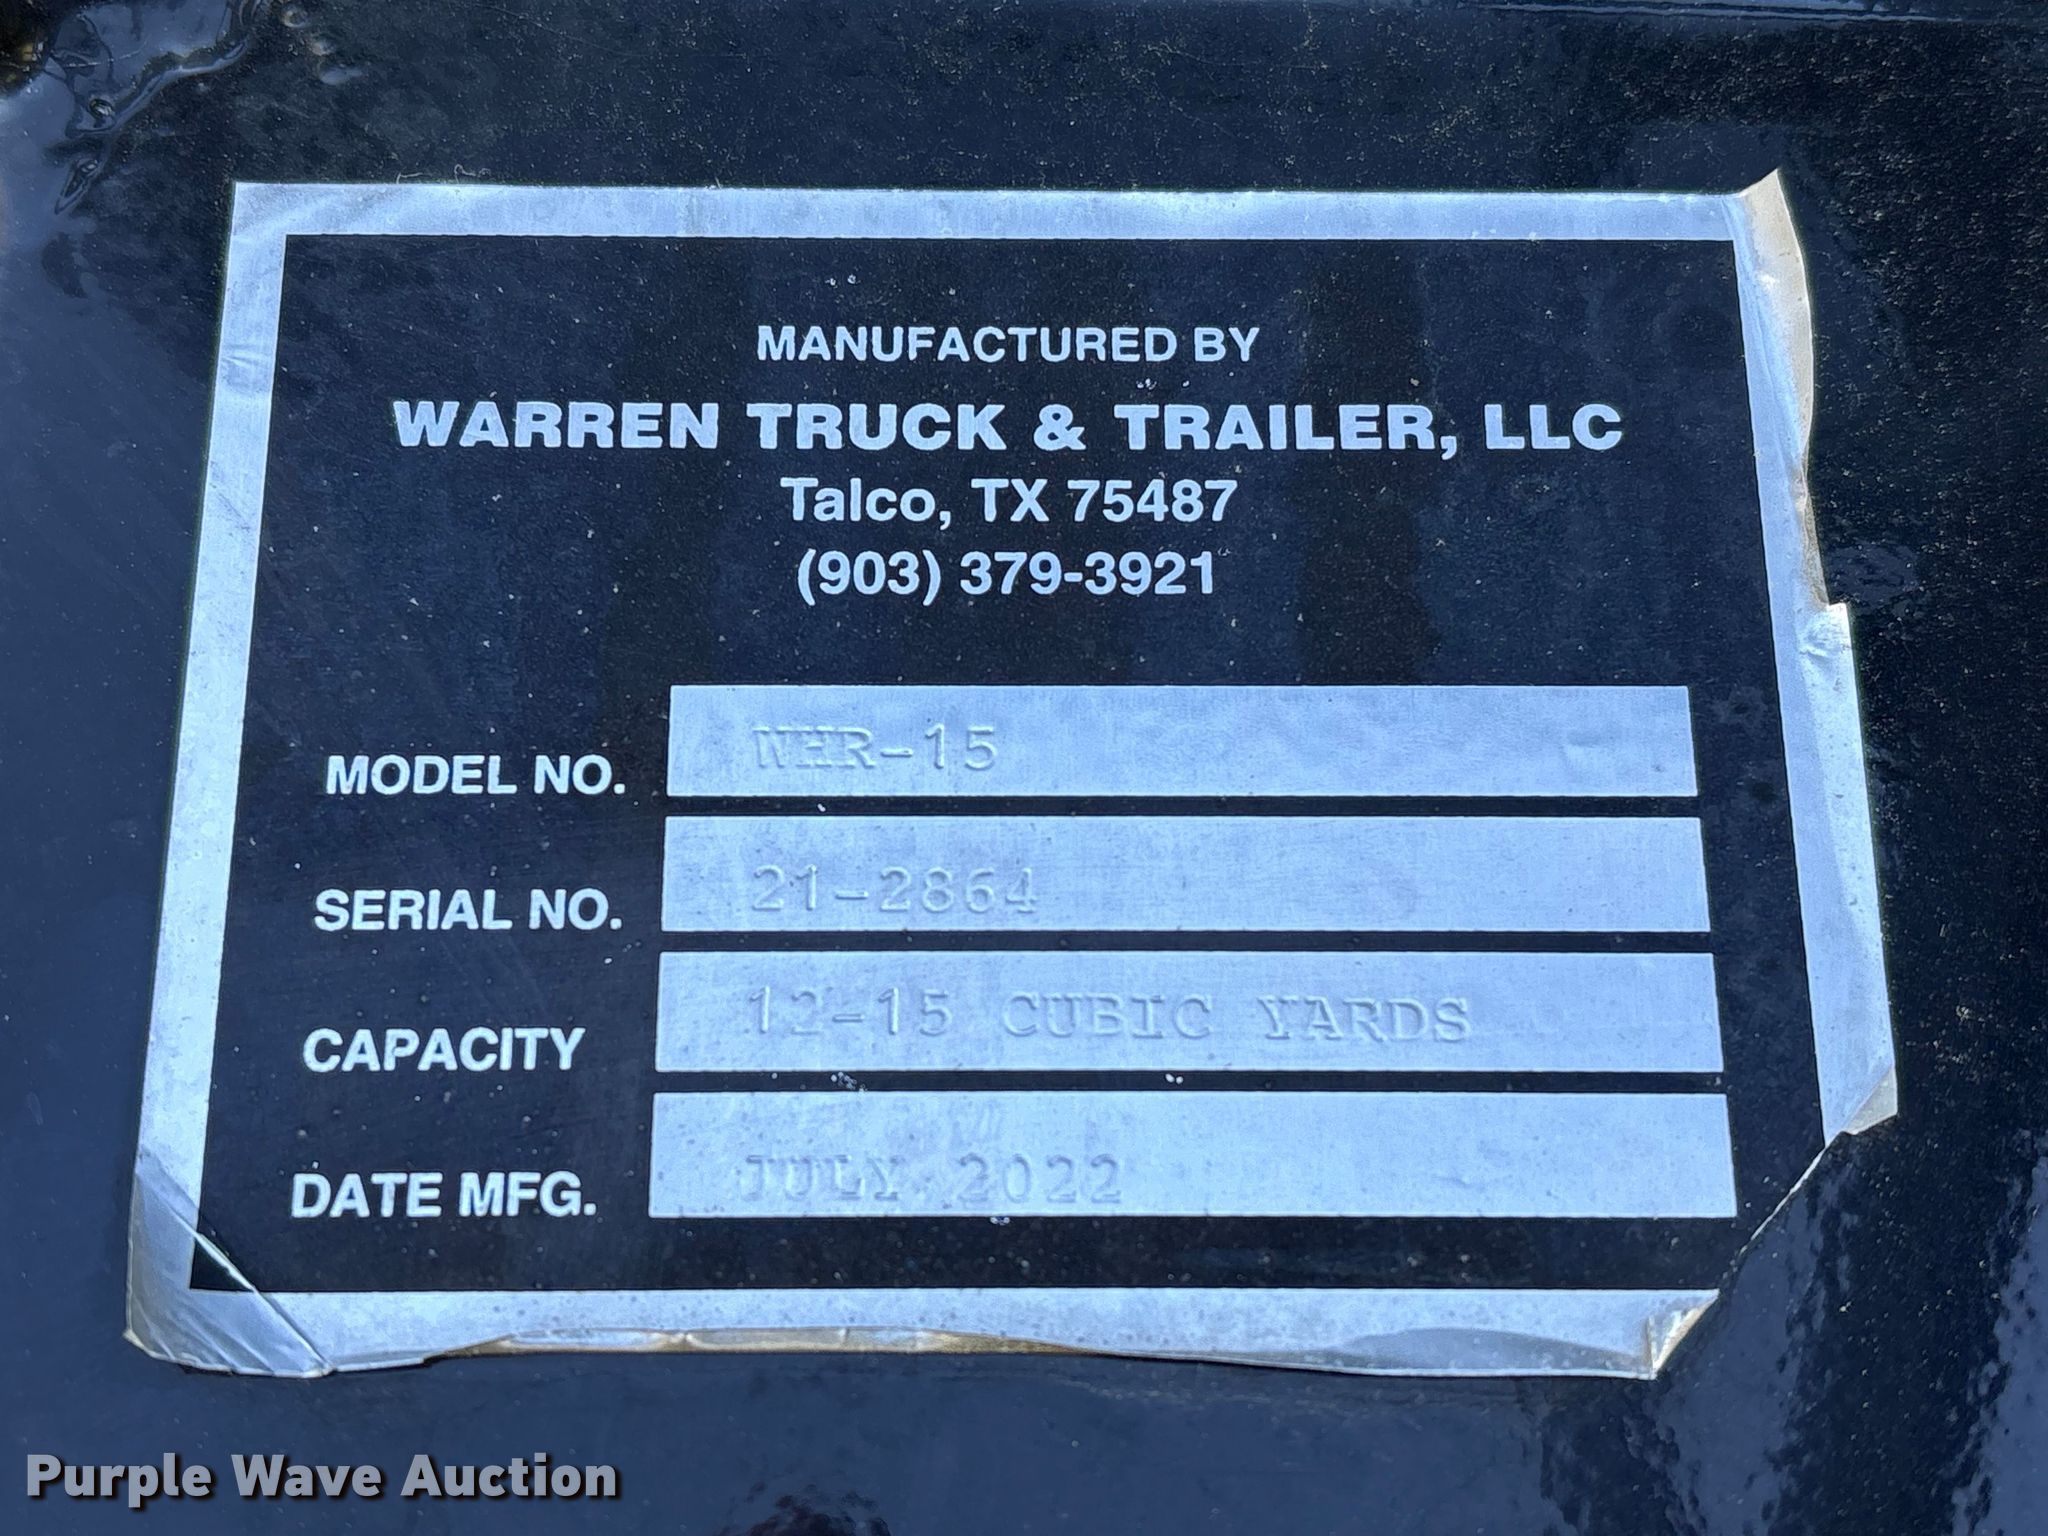 MANUFACTURED BY
WARREN TRUCK & TRAILER, LLC
Talco, TX 75487
(903) 379-3921
MODEL NO. WHR-15
SERIAL NO. 21-2864
CAPACITY 12-15 CUBIC YARDS
DATE MFG. JULY 2022
Purple Wave Auction